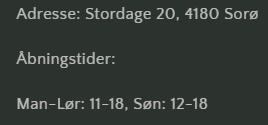 Adresse: Stordage 20, 4180 Sorø
Åbningstider:
Man-Lør: 11-18, Søn: 12-18